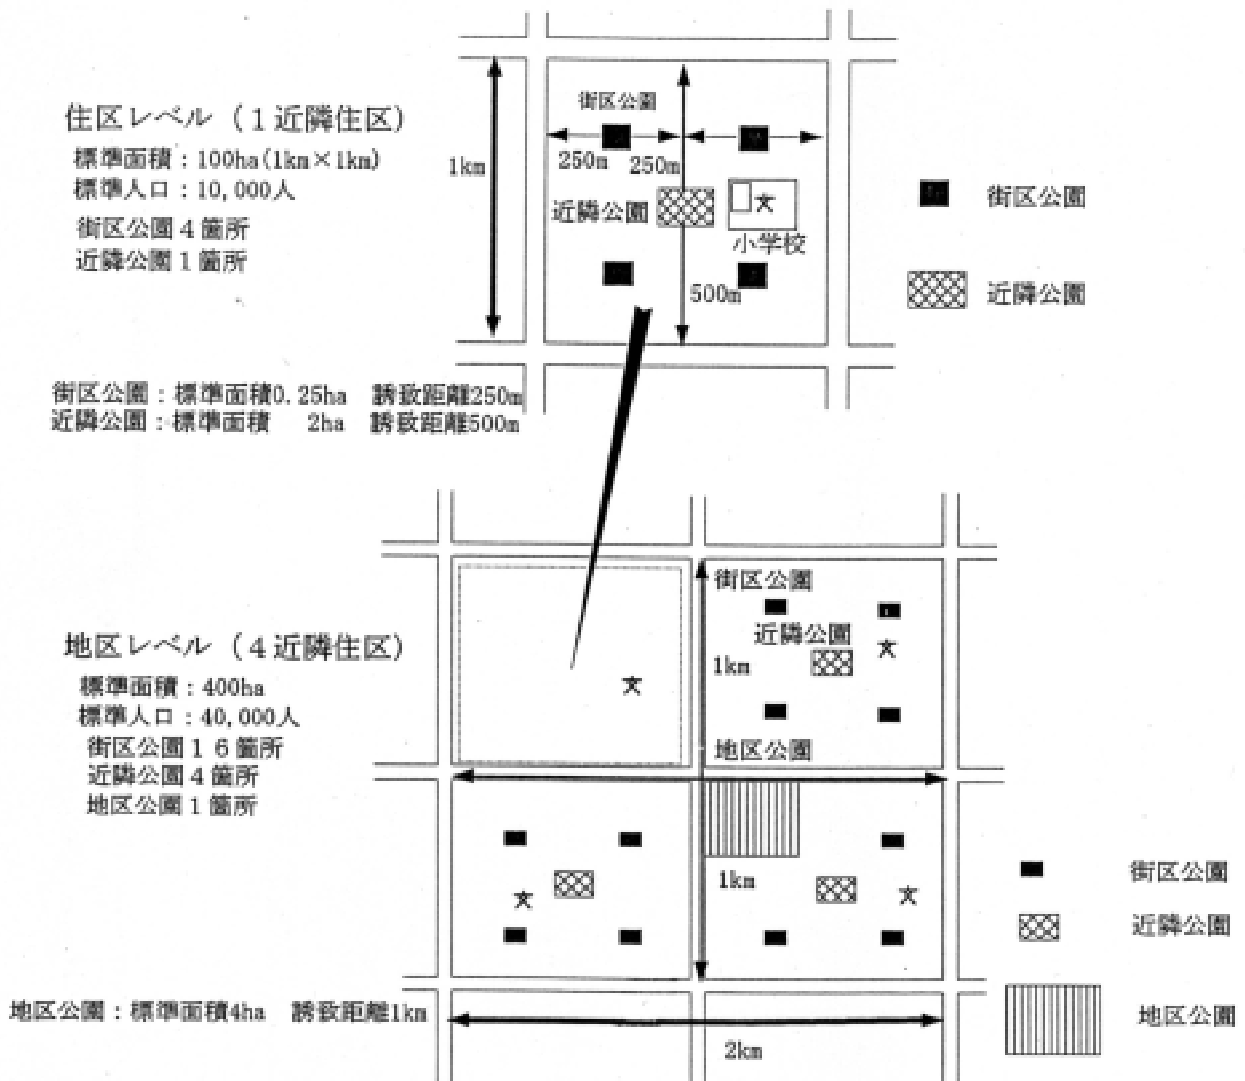 住区レベル（１近隣住区）
標準面積：100ha(1km×1km)
標準人口：10,000人
街区公園４箇所
近隣公園１箇所
1km
街区公園
250m
250m
近隣公園
文
小学校
500m
街区公園
近隣公園
街区公園：標準面積0.25ha　誘致距離250m
近隣公園：標準面積　2ha　誘致距離500m
地区レベル（４近隣住区）
標準面積：400ha
標準人口：40,000人
街区公園１６箇所
近隣公園４箇所
地区公園１箇所
文
街区公園
近隣公園
文
1km
地区公園
文
1km
文
街区公園
近隣公園
地区公園
地区公園：標準面積4ha　誘致距離1km
2km